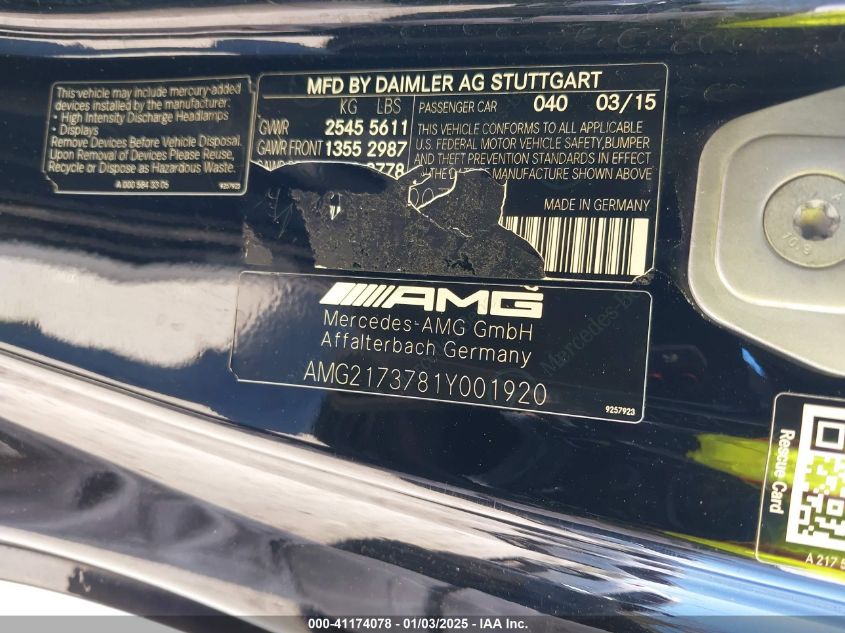 This vehicle may include mercury-added
devices installed by the manufacturer:
• High Intensity Discharge Headlamps
• Displays
Remove Devices Before Vehicle Disposal.
Upon Removal of Devices Please Reuse,
Recycle or Dispose as Hazardous Waste.
A 000 584 33 05
9257923
MFD BY DAIMLER AG STUTTGART
KG LBS
GVWR 2545 5611
GAWR FRONT 1355 2987
778
PASSENGER CAR 040 03/15
THIS VEHICLE CONFORMS TO ALL APPLICABLE
U.S. FEDERAL MOTOR VEHICLE SAFETY, BUMPER
AND THEFT PREVENTION STANDARDS IN EFFECT
MANUFACTURE SHOWN ABOVE
MADE IN GERMANY
AMG
Mercedes-AMG GmbH
Affalterbach Germany
AMG2173781Y001920
9257923
10.9
Rescue Card
A 217 5
000-41174078 - 01/03/2025 - IAA Inc.